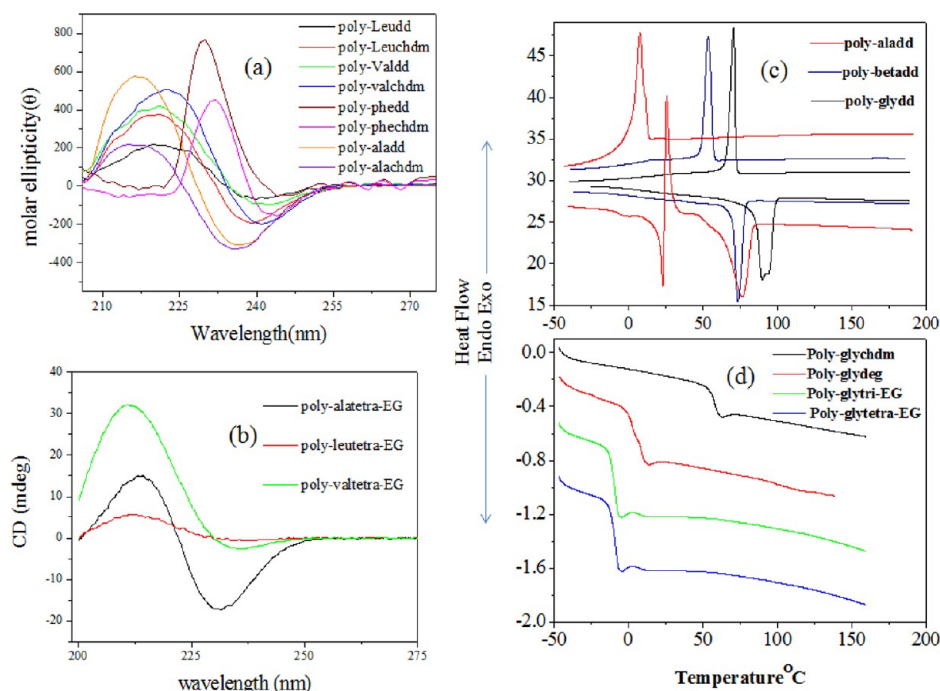 (a)
poly-Leudd
poly-Leuchdm
poly-Valdd
poly-valchdm
poly-phedd
poly-phechdm
poly-aladd
poly-alachdm
molar ellipticity(θ)
800
600
400
200
0
-200
-400
209
225
229
241
257
275
Wavelength(nm)
(b)
poly-alatetra-EG
poly-leutetra-EG
poly-valtetra-EG
CD (mdeg)
40
30
20
10
0
-10
-20
200
225
250
275
wavelength (nm)
Heat Flow
Endo Exo
(c)
poly-aladd
poly-betadd
poly-glydd
45
40
35
30
25
20
15
-50
0
50
100
150
200
(d)
Poly-glychdm
Poly-glydeg
Poly-glytri-EG
Poly-glytetra-EG
0.0
-0.4
-0.8
-1.2
-1.6
-2.0
-50
0
50
100
150
200
Temperature°C